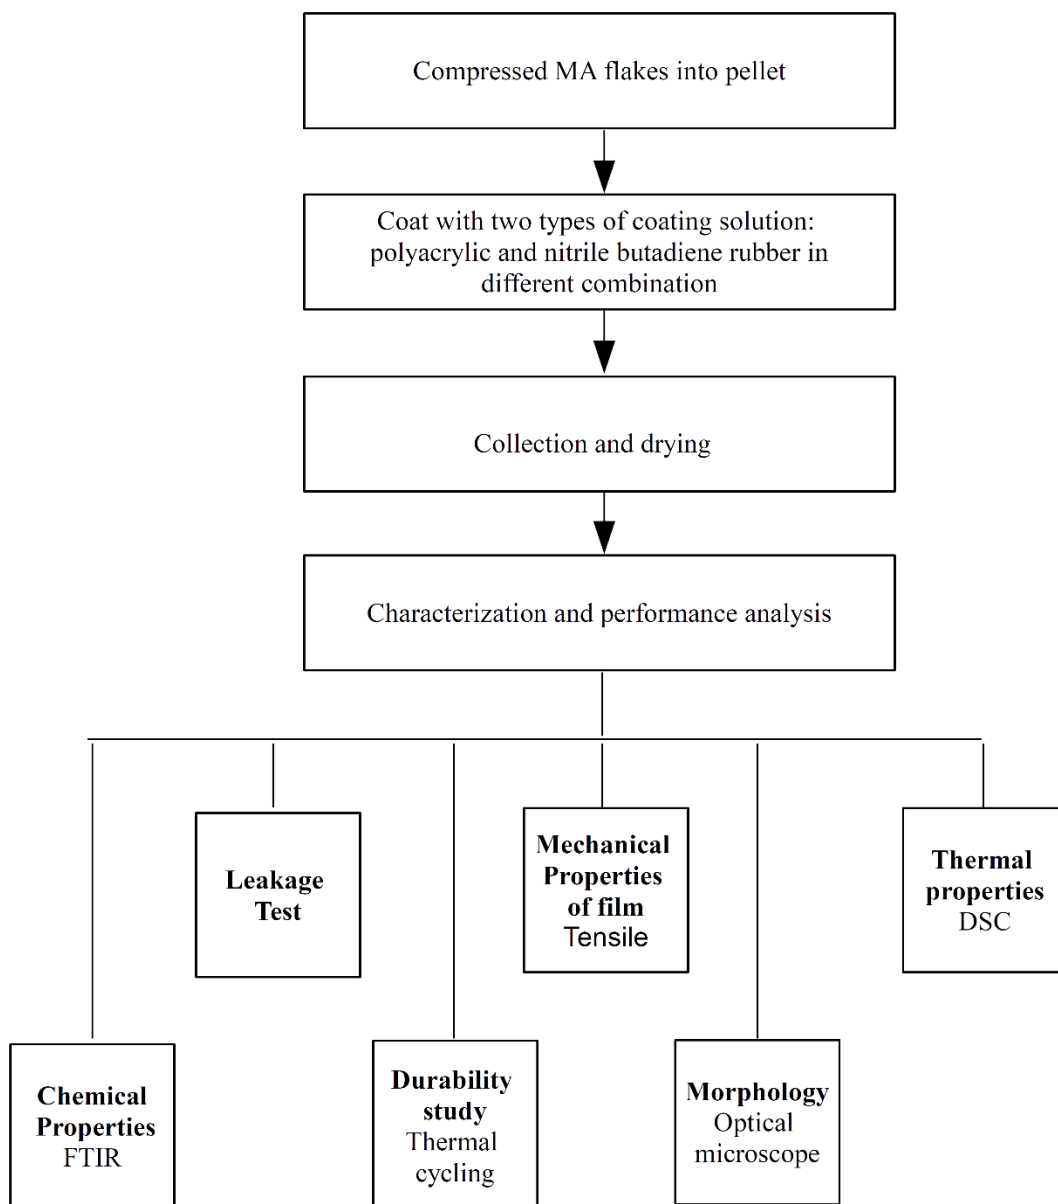 Compressed MA flakes into pellet
Coat with two types of coating solution:
polyacrylic and nitrile butadiene rubber in
different combination
Collection and drying
Characterization and performance analysis
Leakage
Test
Mechanical
Properties
of film
Tensile
Thermal
properties
DSC
Chemical
Properties
FTIR
Durability
study
Thermal
cycling
Morphology
Optical
microscope